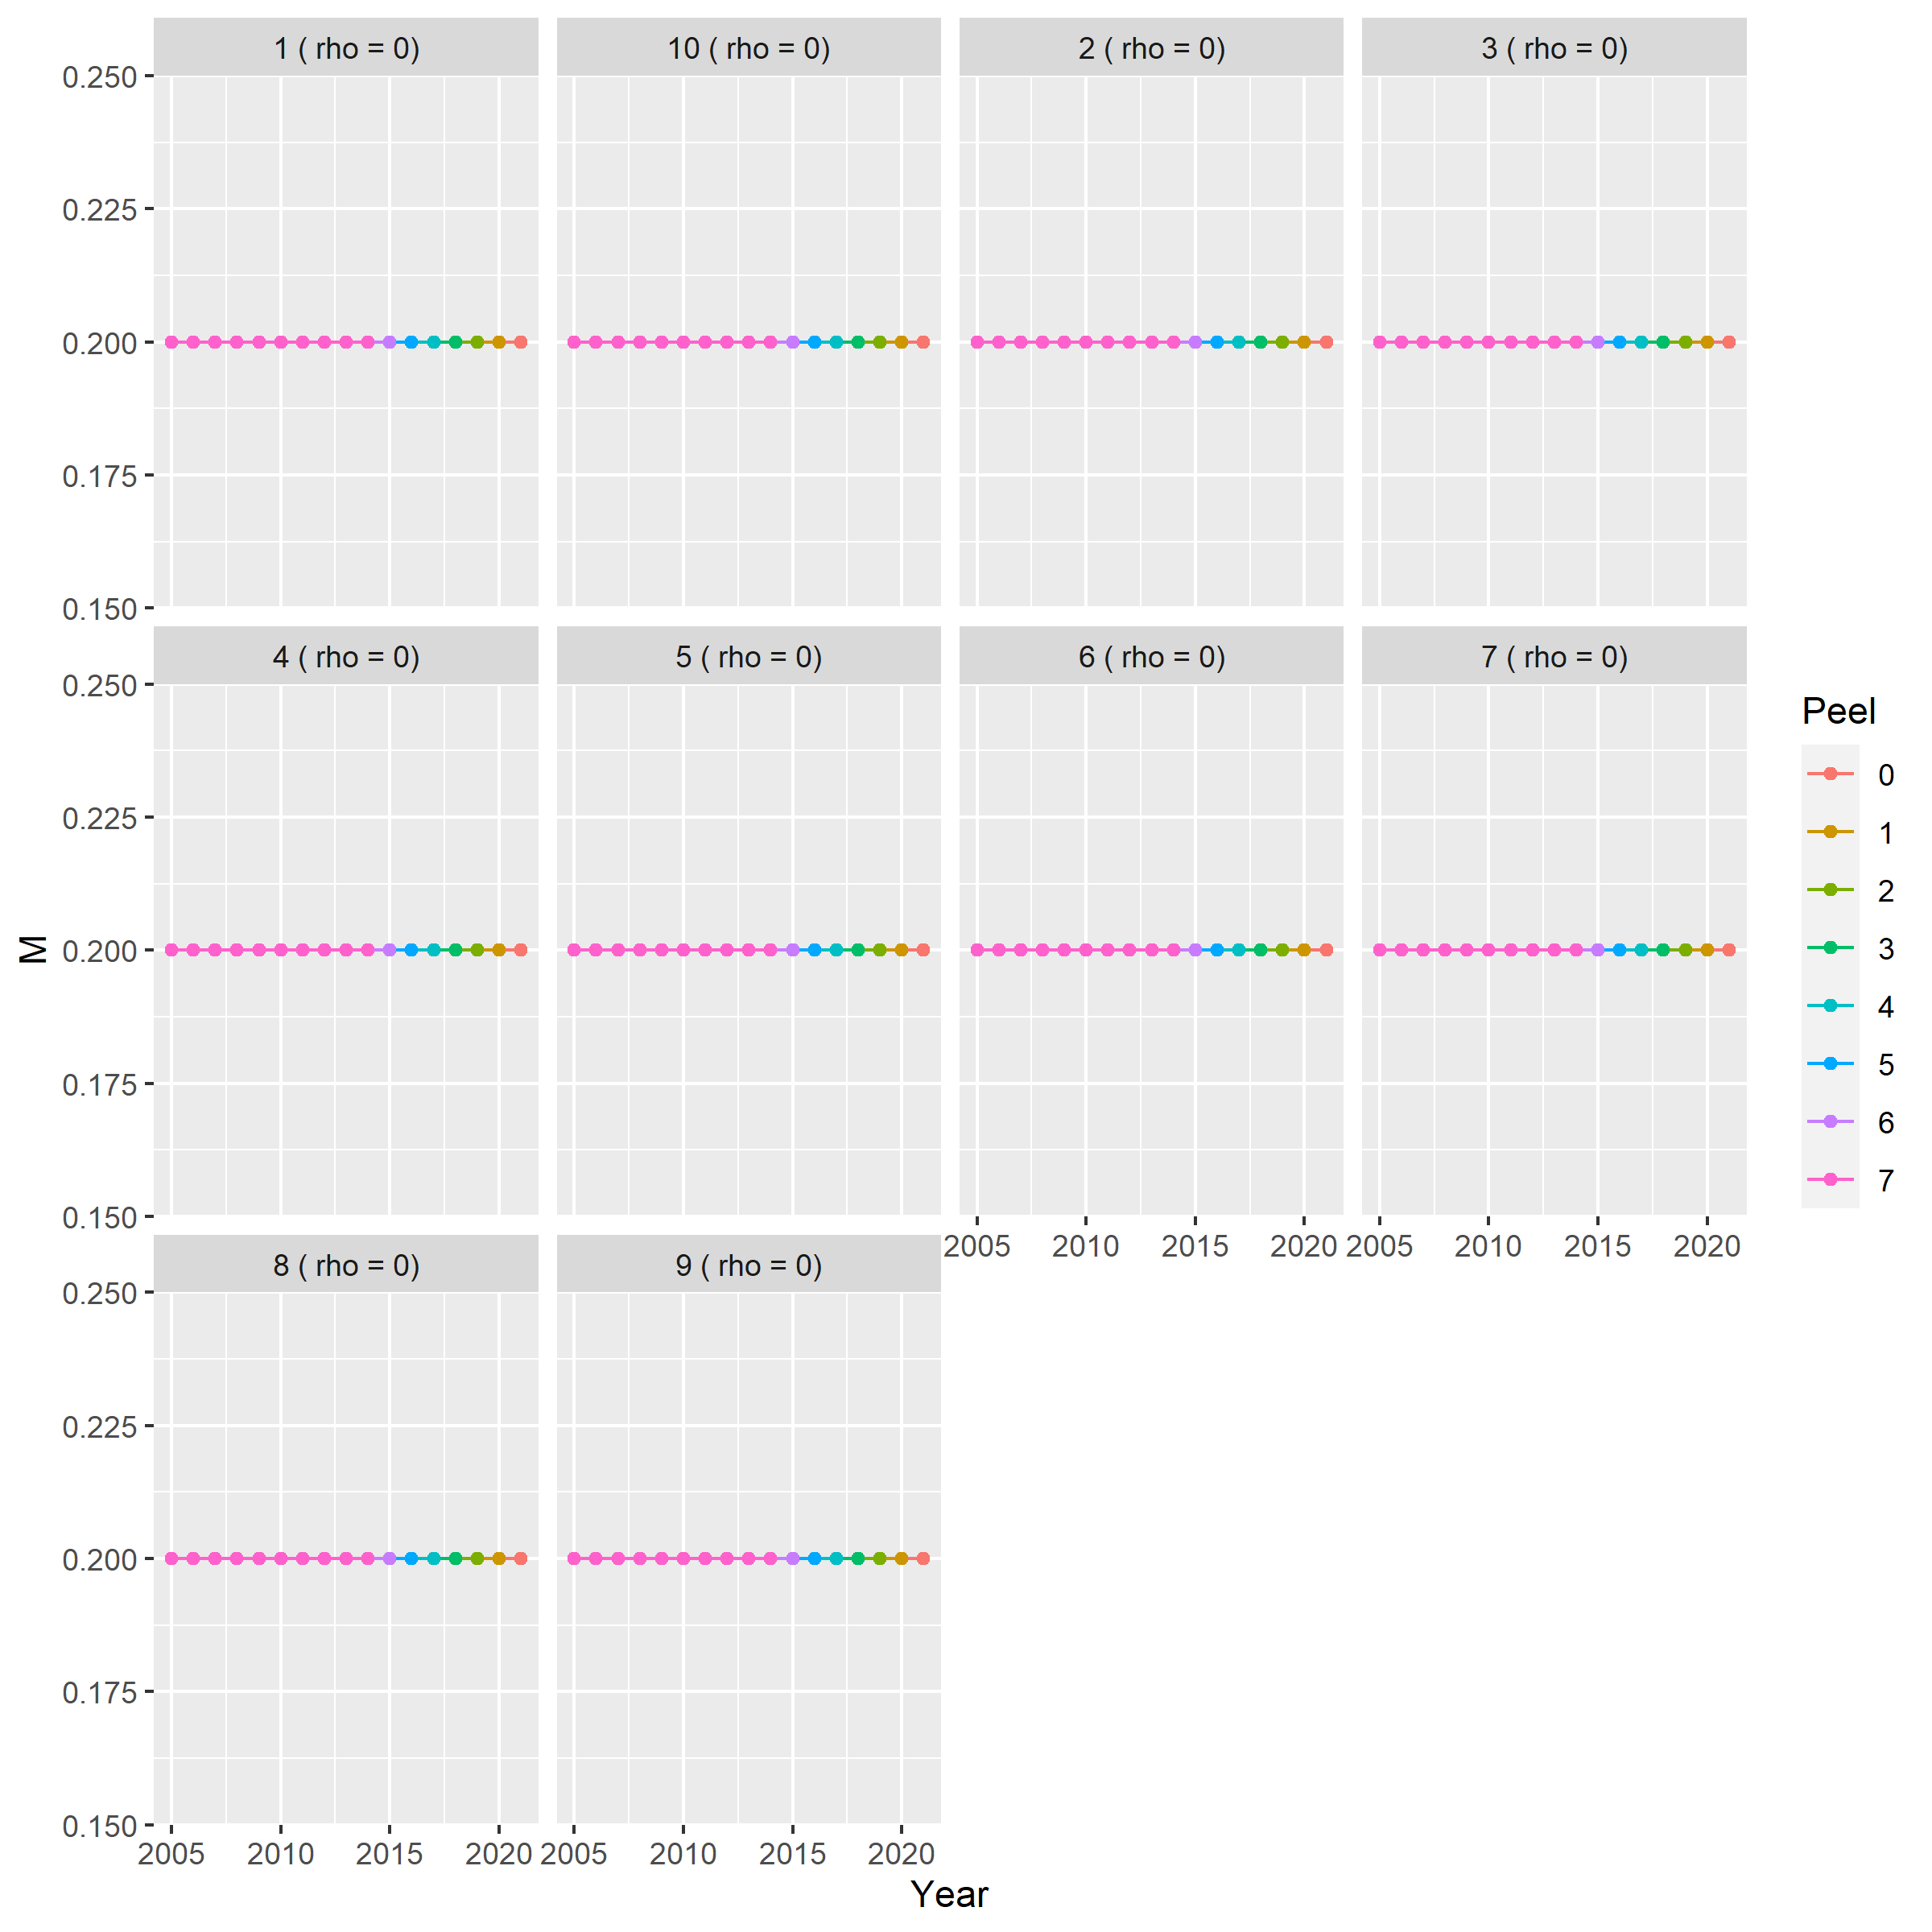 1 ( rho = 0)
10 ( rho = 0)
2 ( rho = 0)
3 ( rho = 0)
0.250
0.225
0.200
0.175
0.150
4 ( rho = 0)
5 ( rho = 0)
6 ( rho = 0)
7 ( rho = 0)
0.250
0.225
0.200
0.175
0.150
2005 2010 2015 2020 2005 2010 2015 2020
8 ( rho = 0)
9 ( rho = 0)
0.250
0.225
0.200
0.175
0.150
2005 2010 2015 2020 2005 2010 2015 2020
M
Year
Peel
0
1
2
3
4
5
6
7